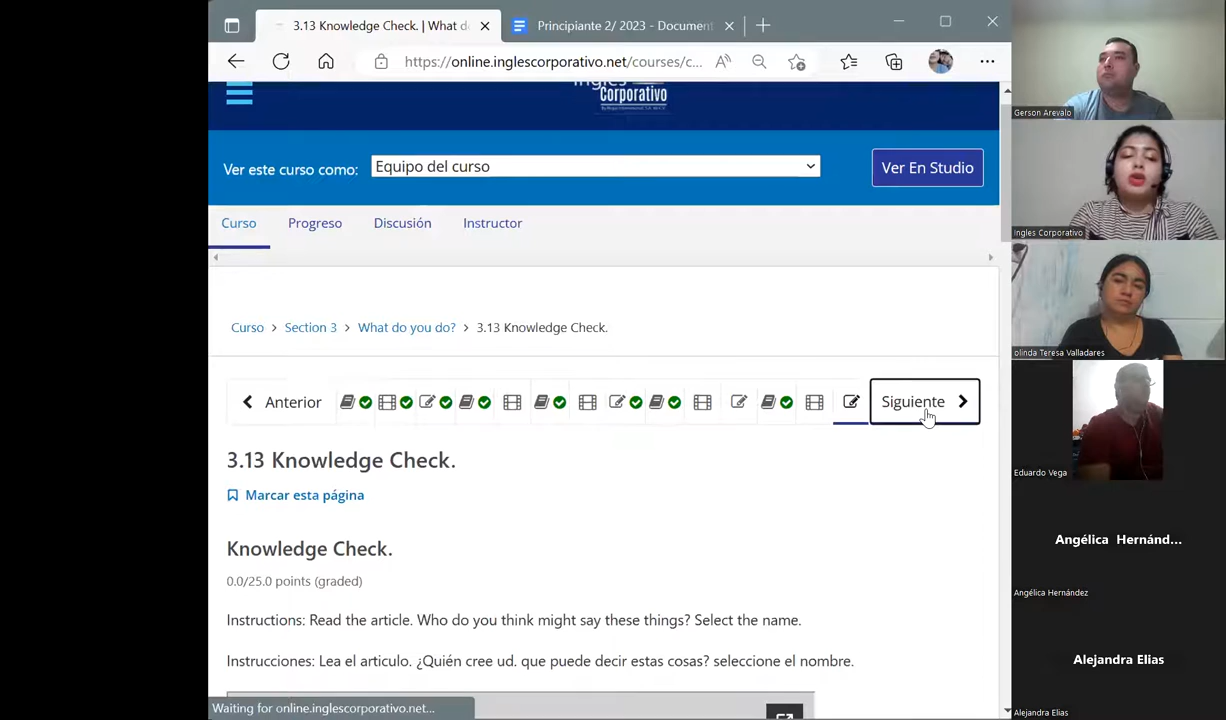 3.13 Knowledge Check. | What d
Principiante 2/ 2023 - Document
https://online.inglescorporativo.net/courses/c...
Corporativo
Ver este curso como:
Equipo del curso
Ver En Studio
Curso
Progreso
Discusión
Instructor
Curso > Section 3 > What do you do? > 3.13 Knowledge Check.
Anterior
Siguiente
3.13 Knowledge Check.
Marcar esta página
Knowledge Check.
0.0/25.0 points (graded)
Instructions: Read the article. Who do you think might say these things? Select the name.
Instrucciones: Lea el articulo. ¿Quién cree ud. que puede decir estas cosas? seleccione el nombre.
Waiting for online.inglescorporativo.net...
Gerson Arevalo
Ingles Corporativo
olinda Teresa Valladares
Eduardo Vega
Angélica Hernánd...
Angélica Hernández
Alejandra Elias
Alejandra Elias